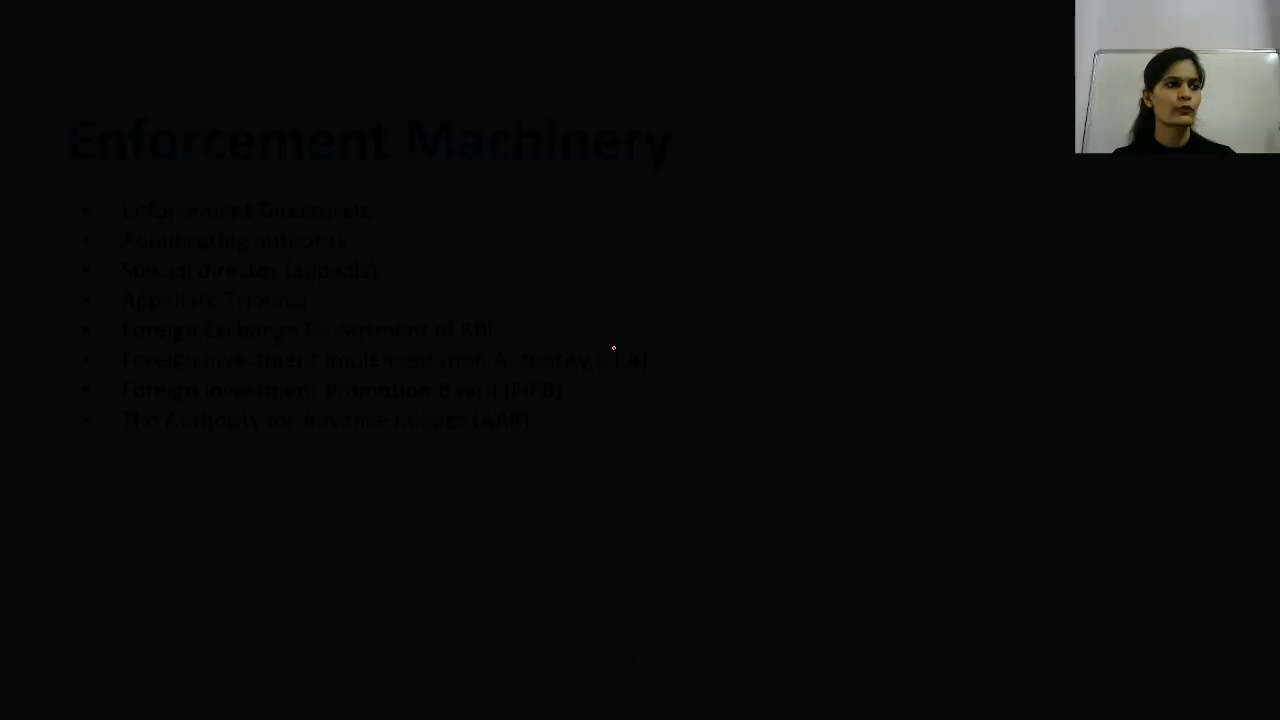 Enforcement Machinery
• Enforcement Directorate
• Adjudicating authority
• Special director (appeals)
• Appellate Tribunal
• Foreign Exchange Department of RBI
• Foreign Investment Implementation Authority (FIIA)
• Foreign Investment Promotion Board (FIPB)
• The Authority for Advance Rulings (AAR)